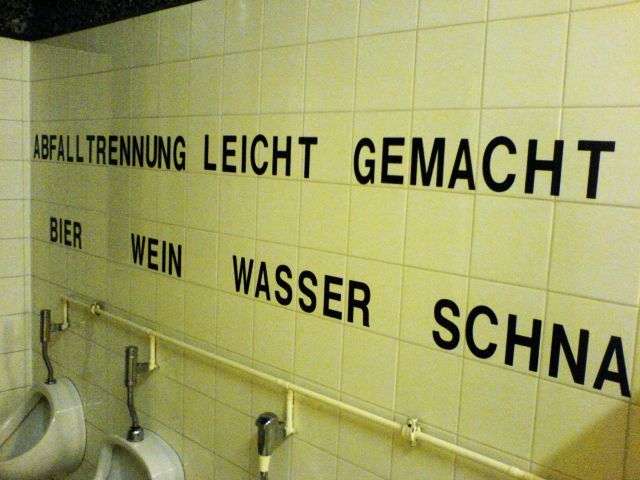 ABFALLTRENNUNG LEICHT GEMACHT
BIER WEIN WASSER SCHNA